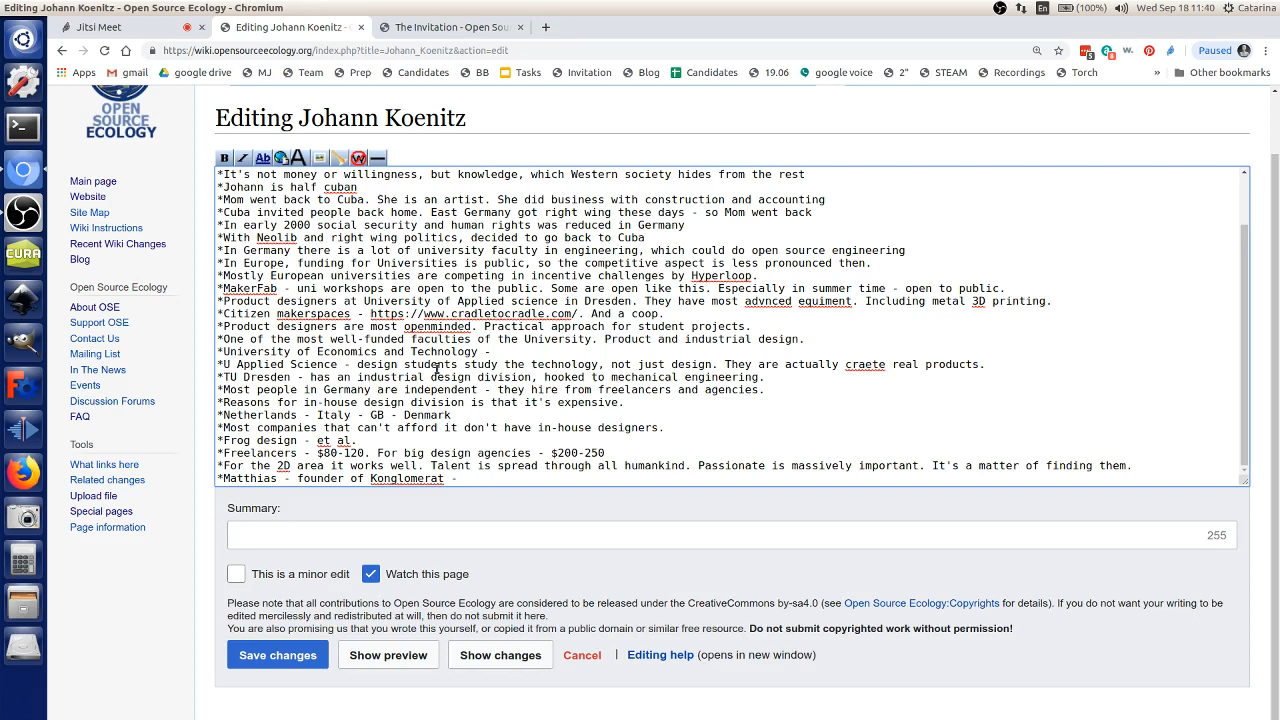 Editing Johann Koenitz - Open Source Ecology - Chromium
En (100%) Wed Sep 18 11:40 Catarina
Jitsi Meet
Editing Johann Koenitz - O
The Invitation - Open Sou
https://wiki.opensourceecology.org/index.php?title=Johann_Koenitz&action=edit
Paused
Apps gmail google drive MJ Team Prep Candidates BB Tasks Invitation Blog Candidates 19.06 google voice 2" STEAM Recordings Torch » Other bookmarks
OPEN
SOURCE
ECOLOGY
Main page
Website
Site Map
Wiki Instructions
Recent Wiki Changes
Blog
Open Source Ecology
About OSE
Support OSE
Contact Us
Mailing List
In The News
Events
Discussion Forums
FAQ
Tools
What links here
Related changes
Upload file
Special pages
Page information
CURA
Editing Johann Koenitz
B I Ab A W
*It's not money or willingness, but knowledge, which Western society hides from the rest
*Johann is half cuban
*Mom went back to Cuba. She is an artist. She did business with construction and accounting
*Cuba invited people back home. East Germany got right wing these days - so Mom went back
*In early 2000 social security and human rights was reduced in Germany
*With Neolib and right wing politics, decided to go back to Cuba
*In Germany there is a lot of university faculty in engineering, which could do open source engineering
*In Europe, funding for Universities is public, so the competitive aspect is less pronounced then.
*Mostly European universities are competing in incentive challenges by Hyperloop.
*MakerFab - uni workshops are open to the public. Some are open like this. Especially in summer time - open to public.
*Product designers at University of Applied science in Dresden. They have most advnced equiment. Including metal 3D printing.
*Citizen makerspaces - https://www.cradletocradle.com/. And a coop.
*Product designers are most openminded. Practical approach for student projects.
*One of the most well-funded faculties of the University. Product and industrial design.
*University of Economics and Technology -
*U Applied Science - design students study the technology, not just design. They are actually craete real products.
*TU Dresden - has an industrial design division, hooked to mechanical engineering.
*Most people in Germany are independent - they hire from freelancers and agencies.
*Reasons for in-house design division is that it's expensive.
*Netherlands - Italy - GB - Denmark
*Most companies that can't afford it don't have in-house designers.
*Frog design - et al.
*Freelancers - $80-120. For big design agencies - $200-250
*For the 2D area it works well. Talent is spread through all humankind. Passionate is massively important. It's a matter of finding them.
*Matthias - founder of Konglomerat -
Summary:
255
This is a minor edit Watch this page
Please note that all contributions to Open Source Ecology are considered to be released under the CreativeCommons by-sa4.0 (see Open Source Ecology:Copyrights for details). If you do not want your writing to be
edited mercilessly and redistributed at will, then do not submit it here.
You are also promising us that you wrote this yourself, or copied it from a public domain or similar free resource. Do not submit copyrighted work without permission!
Save changes Show preview Show changes Cancel | Editing help (opens in new window)